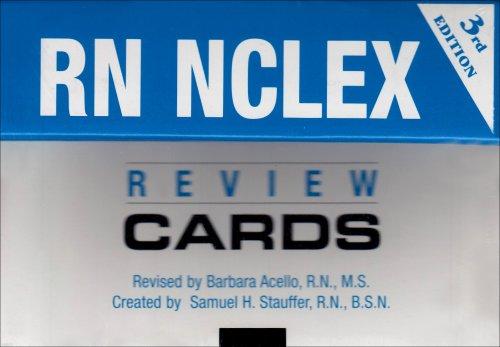 RN NCLEX
3rd
EDITION
REVIEW
CARDS
Revised by Barbara Acello, R.N., M.S.
Created by Samuel H. Stauffer, R.N., B.S.N.